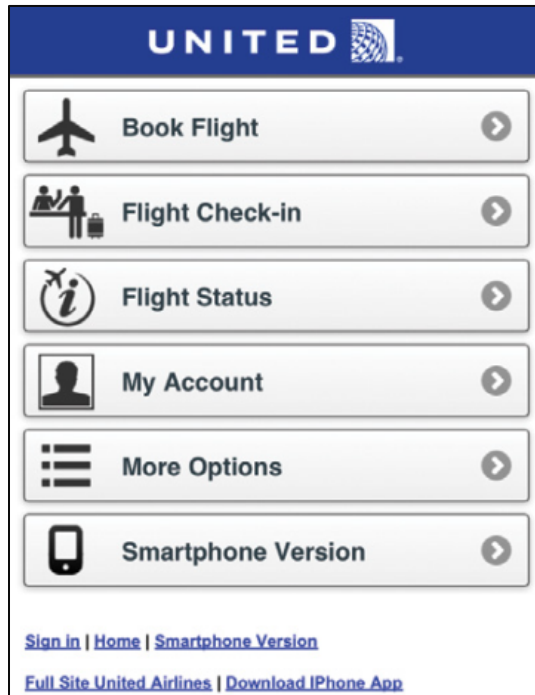 UNITED
Book Flight
Flight Check-in
Flight Status
My Account
More Options
Smartphone Version
Sign in | Home | Smartphone Version
Full Site United Airlines | Download IPhone App